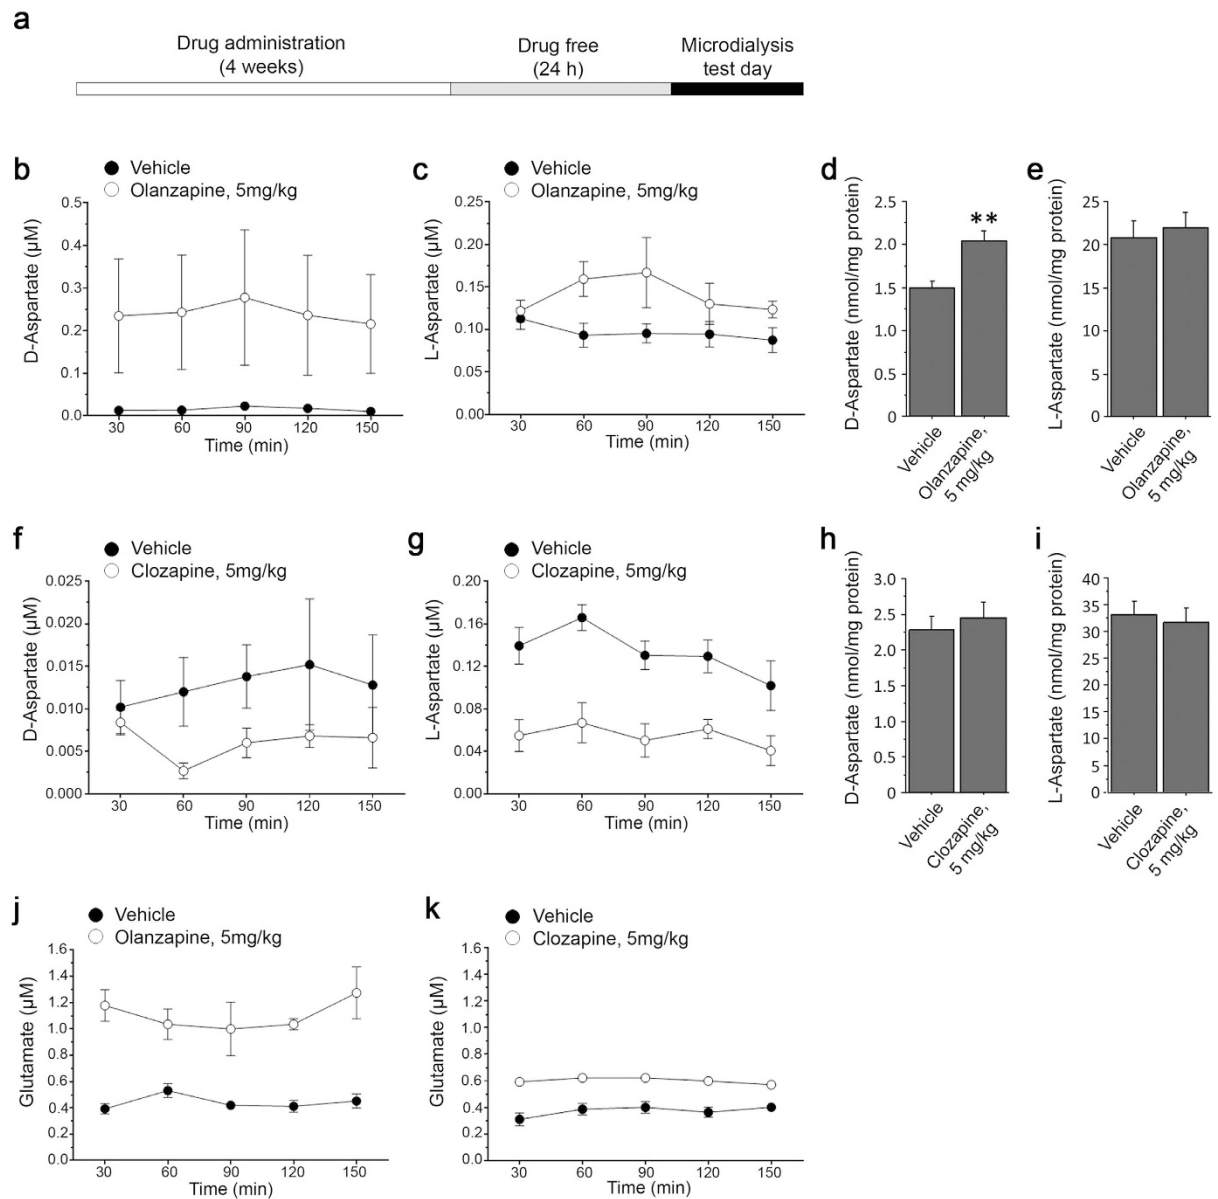 a
Drug administration
(4 weeks)
Drug free
(24 h)
Microdialysis
test day
b
Vehicle
Olanzapine, 5mg/kg
D-Aspartate (µM)
0.5
0.4
0.3
0.2
0.1
0.0
30 60 90 120 150
Time (min)
c
Vehicle
Olanzapine, 5mg/kg
L-Aspartate (µM)
0.25
0.20
0.15
0.10
0.05
0.00
30 60 90 120 150
Time (min)
d
D-Aspartate (nmol/mg protein)
2.5
2.0
1.5
1.0
0.5
0
**
Vehicle
Olanzapine,
5 mg/kg
e
L-Aspartate (nmol/mg protein)
25
20
15
10
5
0
Vehicle
Olanzapine,
5 mg/kg
f
Vehicle
Clozapine, 5mg/kg
D-Aspartate (µM)
0.025
0.020
0.015
0.010
0.005
0.000
30 60 90 120 150
Time (min)
g
Vehicle
Clozapine, 5mg/kg
L-Aspartate (µM)
0.20
0.16
0.12
0.08
0.04
0.00
30 60 90 120 150
Time (min)
h
D-Aspartate (nmol/mg protein)
3.0
2.5
2.0
1.5
1.0
0.5
0
Vehicle
Clozapine,
5 mg/kg
i
L-Aspartate (nmol/mg protein)
40
35
30
25
20
15
10
5
0
Vehicle
Clozapine,
5 mg/kg
j
Vehicle
Olanzapine, 5mg/kg
Glutamate (µM)
1.6
1.4
1.2
1.0
0.8
0.6
0.4
0.2
0.0
30 60 90 120 150
Time (min)
k
Vehicle
Clozapine, 5mg/kg
Glutamate (µM)
1.6
1.4
1.2
1.0
0.8
0.6
0.4
0.2
0.0
30 60 90 120 150
Time (min)